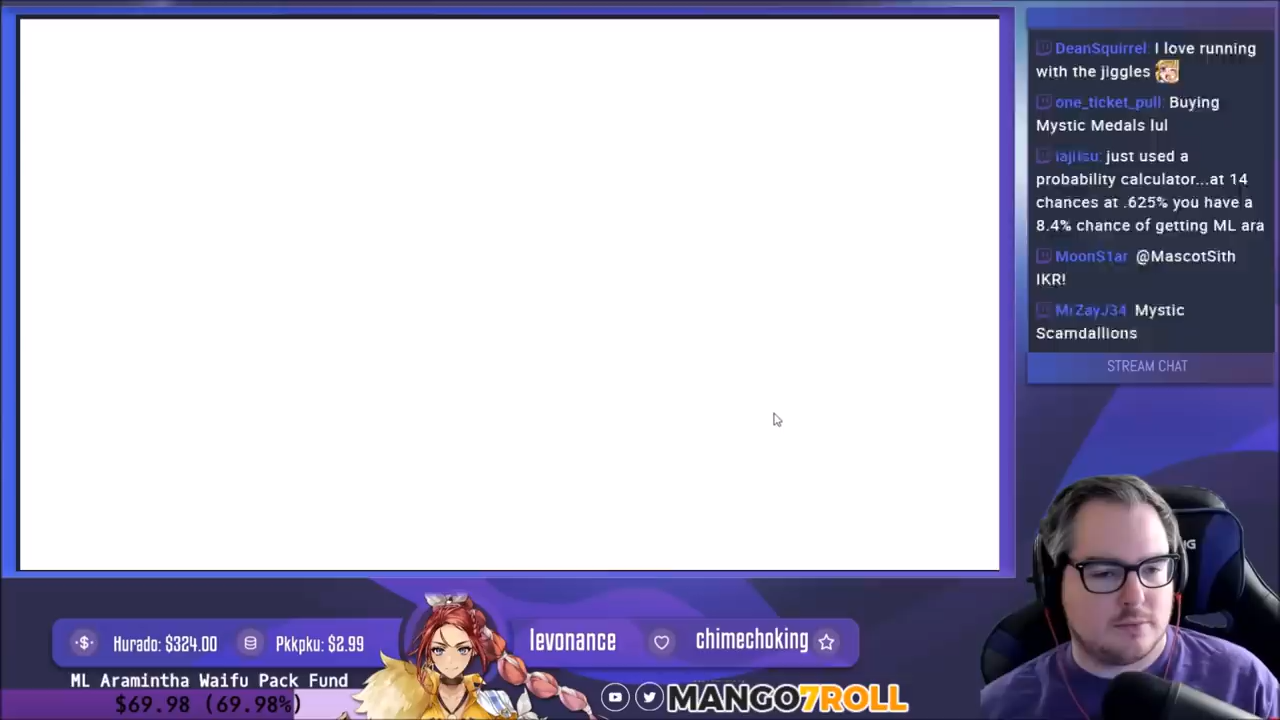 DeanSquirrel: I love running
with the jiggles
one_ticket_pull: Buying
Mystic Medals lul
iajitsu: just used a
probability calculator...at 14
chances at .625% you have a
8.4% chance of getting ML ara
MoonS1ar @MascotSith
IKR!
MrZayJ34 Mystic
Scamdallions
STREAM CHAT
Hurado: $324.00
Pkkpku: $2.99
levonance
chimechoking
ML Aramintha Waifu Pack Fund
$69.98 (69.98%)
MANGO7ROLL